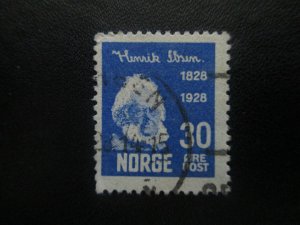 Henrik Ibsen.
1828
1928
30
NORGE ØRE
POST